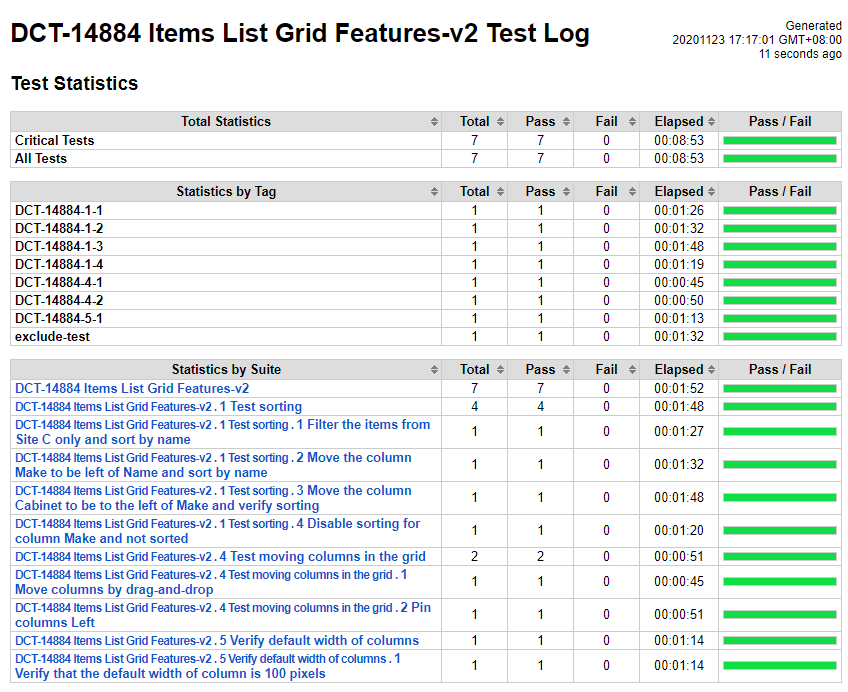 DCT-14884 Items List Grid Features-v2 Test Log
Generated
20201123 17:17:01 GMT+08:00
11 seconds ago
Test Statistics
Total Statistics Total Pass Fail Elapsed Pass / Fail
Critical Tests 7 7 0 00:08:53
All Tests 7 7 0 00:08:53
Statistics by Tag Total Pass Fail Elapsed Pass / Fail
DCT-14884-1-1 1 1 0 00:01:26
DCT-14884-1-2 1 1 0 00:01:32
DCT-14884-1-3 1 1 0 00:01:48
DCT-14884-1-4 1 1 0 00:01:19
DCT-14884-4-1 1 1 0 00:00:45
DCT-14884-4-2 1 1 0 00:00:50
DCT-14884-5-1 1 1 0 00:01:13
exclude-test 1 1 0 00:01:32
Statistics by Suite Total Pass Fail Elapsed Pass / Fail
DCT-14884 Items List Grid Features-v2 7 7 0 00:01:52
DCT-14884 Items List Grid Features-v2 . 1 Test sorting 4 4 0 00:01:48
DCT-14884 Items List Grid Features-v2 . 1 Test sorting . 1 Filter the items from
Site C only and sort by name 1 1 0 00:01:27
DCT-14884 Items List Grid Features-v2 . 1 Test sorting . 2 Move the column
Make to be left of Name and sort by name 1 1 0 00:01:32
DCT-14884 Items List Grid Features-v2 . 1 Test sorting . 3 Move the column
Cabinet to be to the left of Make and verify sorting 1 1 0 00:01:48
DCT-14884 Items List Grid Features-v2 . 1 Test sorting . 4 Disable sorting for
column Make and not sorted 1 1 0 00:01:20
DCT-14884 Items List Grid Features-v2 . 4 Test moving columns in the grid 2 2 0 00:00:51
DCT-14884 Items List Grid Features-v2 . 4 Test moving columns in the grid . 1
Move columns by drag-and-drop 1 1 0 00:00:45
DCT-14884 Items List Grid Features-v2 . 4 Test moving columns in the grid . 2 Pin
columns Left 1 1 0 00:00:51
DCT-14884 Items List Grid Features-v2 . 5 Verify default width of columns 1 1 0 00:01:14
DCT-14884 Items List Grid Features-v2 . 5 Verify default width of columns . 1
Verify that the default width of column is 100 pixels 1 1 0 00:01:14